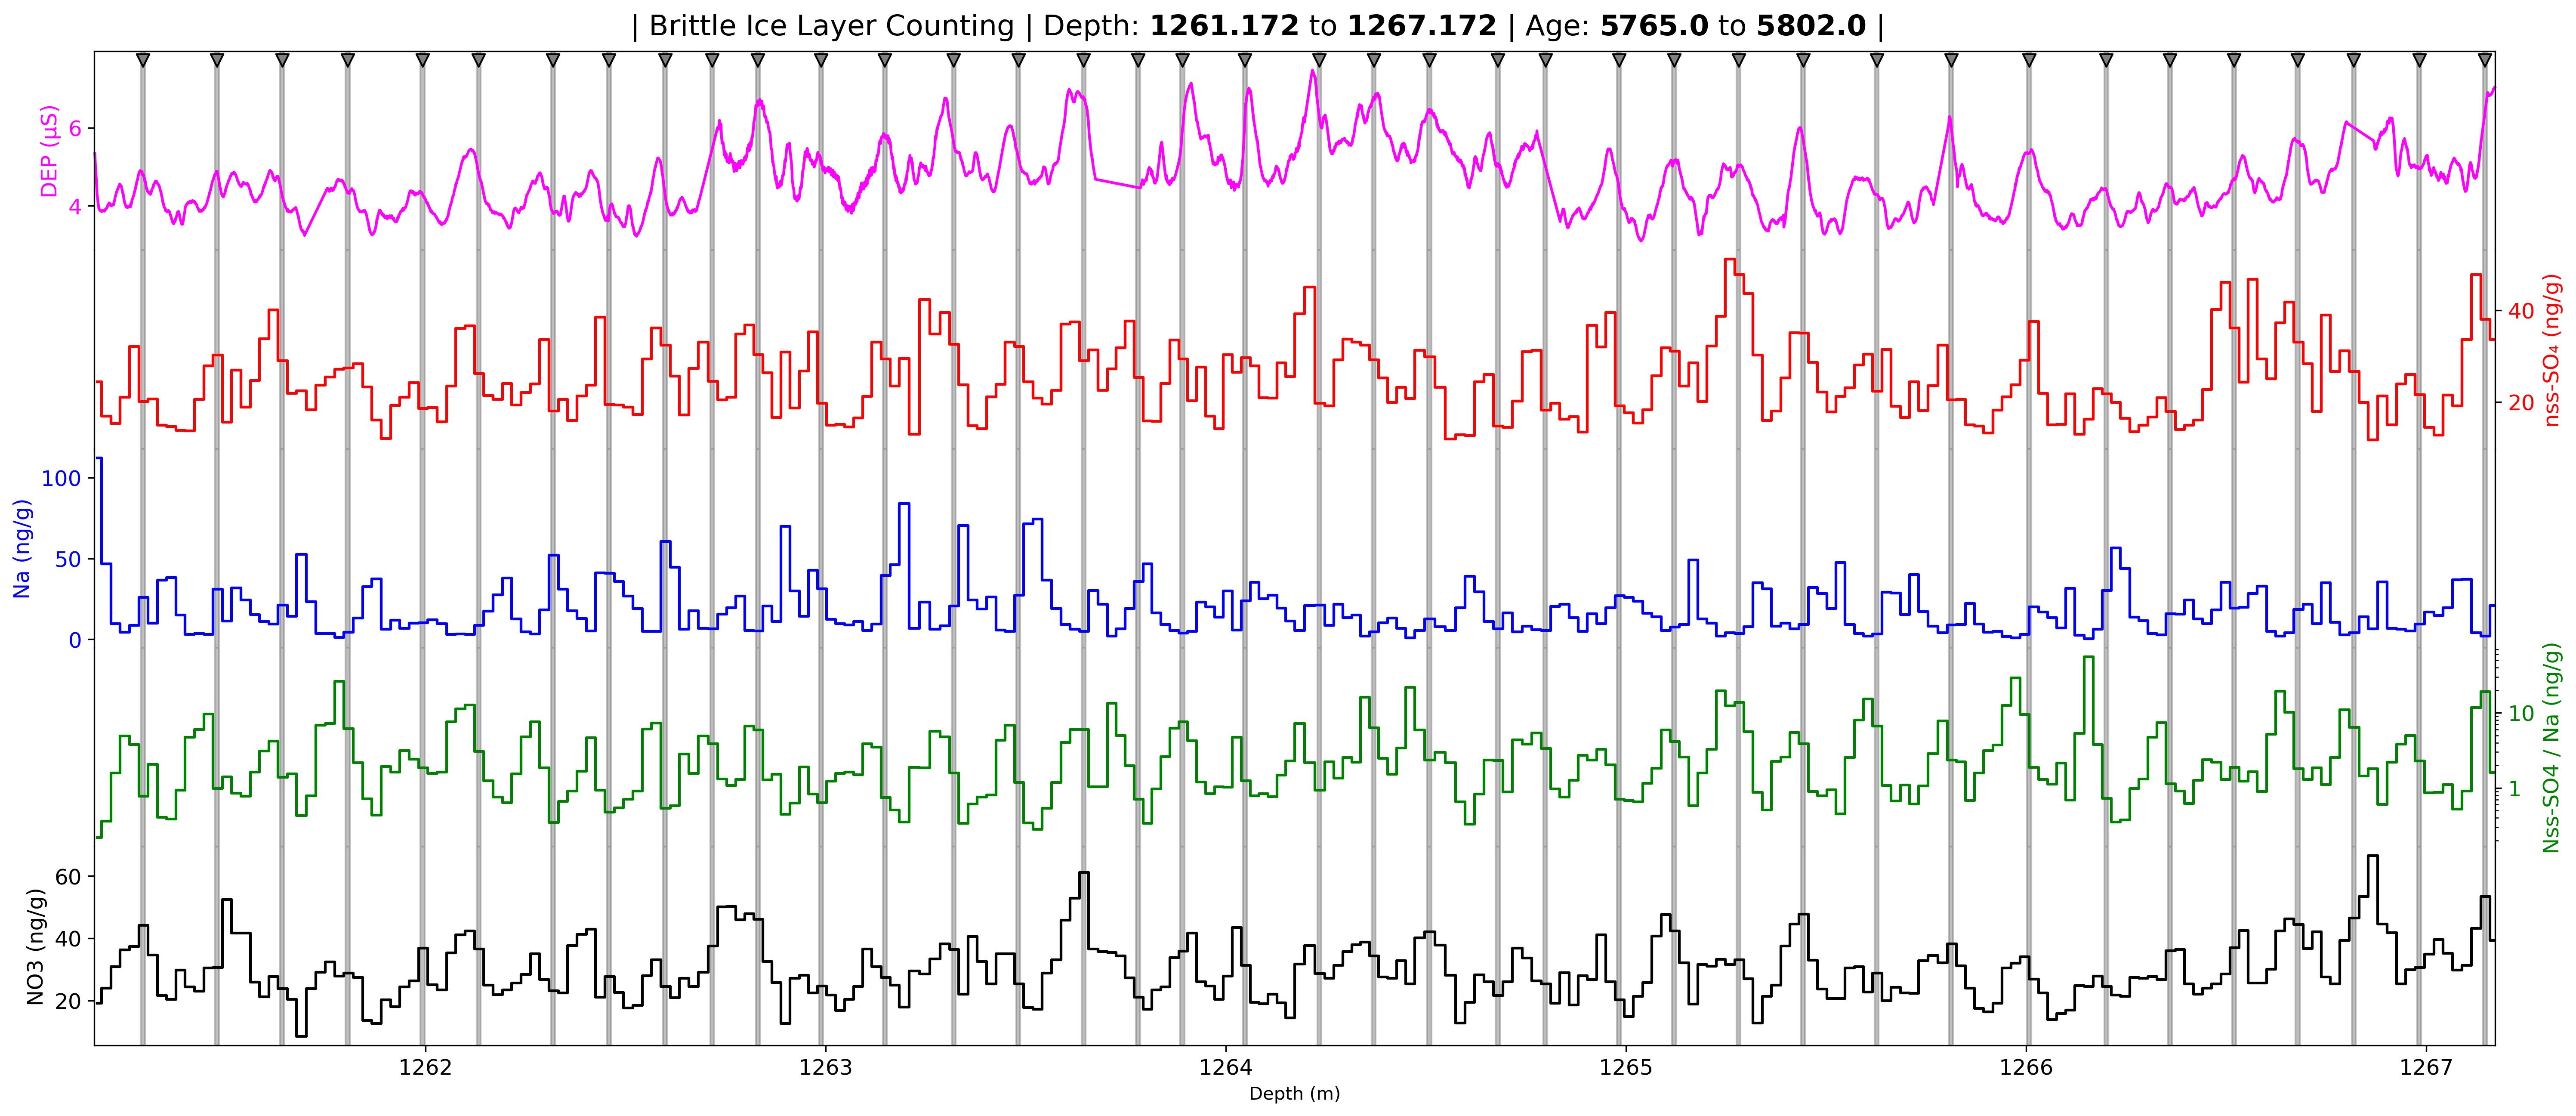 | Brittle Ice Layer Counting | Depth: 1261.172 to 1267.172 | Age: 5765.0 to 5802.0 |
DEP (µS)
6
4
nss-SO₄ (ng/g)
40
20
Na (ng/g)
100
50
0
Nss-SO4 / Na (ng/g)
10
1
NO3 (ng/g)
60
40
20
1262 1263 1264 1265 1266 1267
Depth (m)